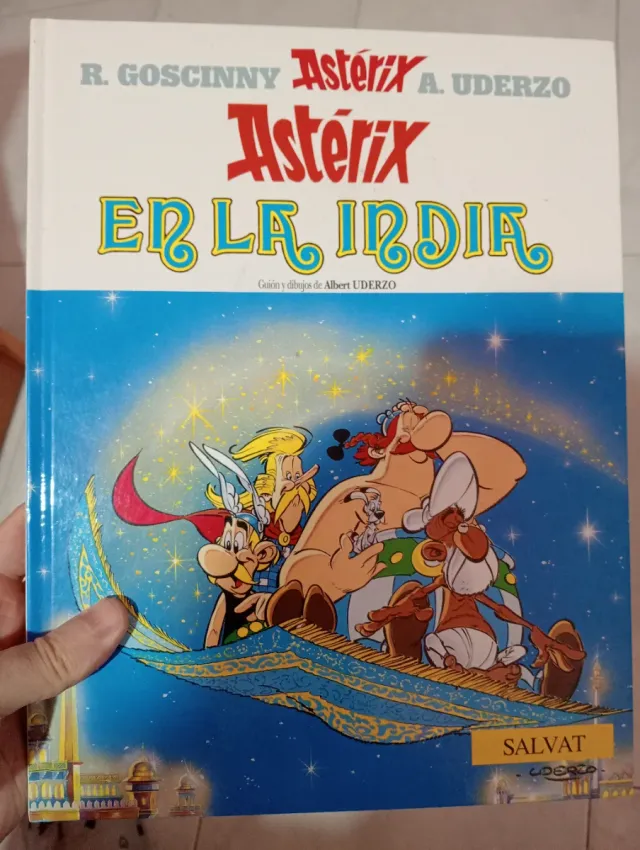 R. GOSCINNY Astérix A. UDERZO
Astérix
EN LA INDIA
Guión y dibujos de Albert UDERZO
SALVAT
UDERZO